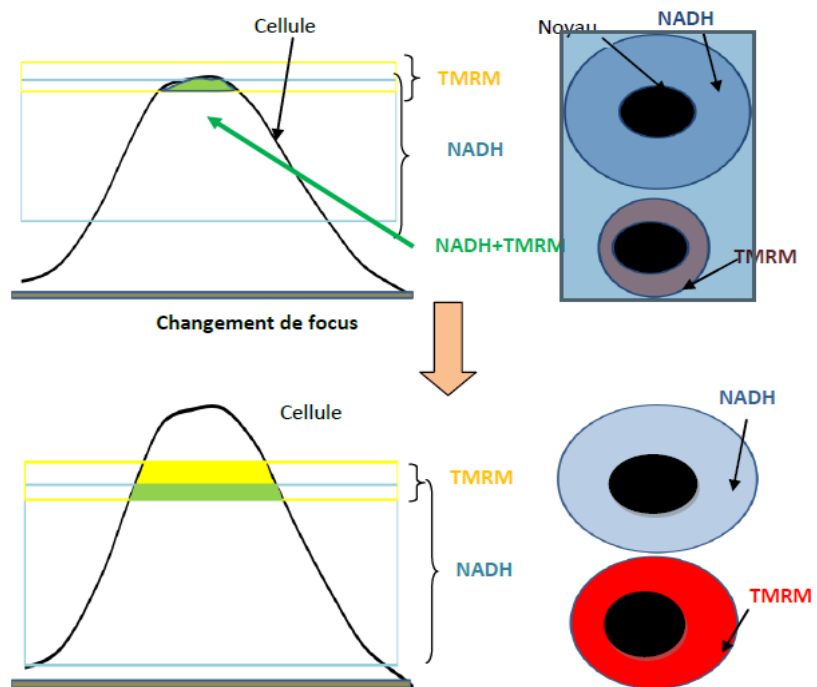 Cellule
TMRM
NADH
NADH+TMRM
Noyau
NADH
TMRM
Changement de focus
Cellule
TMRM
NADH
NADH
TMRM